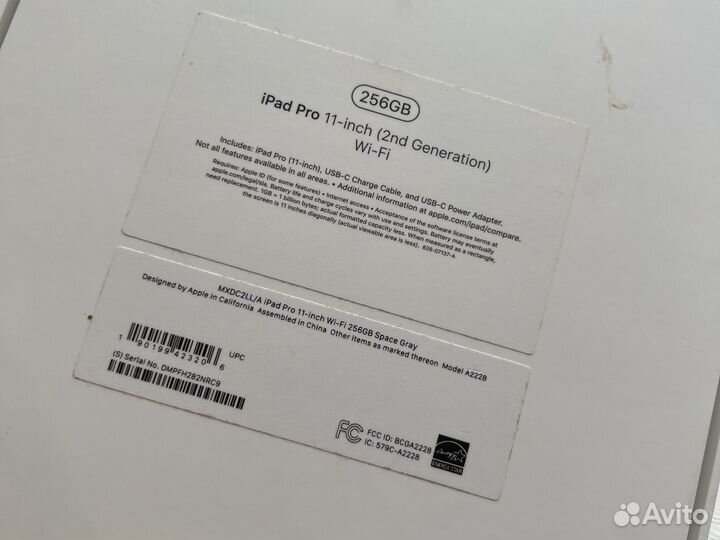 256GB
iPad Pro 11-inch (2nd Generation)
Wi-Fi
Includes: iPad Pro (11-inch), USB-C Charge Cable, and USB-C Power Adapter.
Not all features available in all areas. • Additional information at apple.com/ipad/compare.
Requires: Apple ID (for some features) • Internet access • Acceptance of the software license terms at
apple.com/legal/sla. Battery life and charge cycles vary with use and settings. Battery may eventually
need replacement. 1GB = 1 billion bytes; actual formatted capacity less. When measured as a rectangle,
the screen is 11 inches diagonally (actual viewable area is less). 826-07137-A
MXDC2LL/A iPad Pro 11-inch Wi-Fi 256GB Space Gray
Designed by Apple in California Assembled in China Other items as marked thereon Model A2228
1 90199 42320 6 UPC
(S) Serial No. DMPFH282NRC9
FC FCC ID: BCGA2228
IC: 579C-A2228
ENERGY STAR
Avito